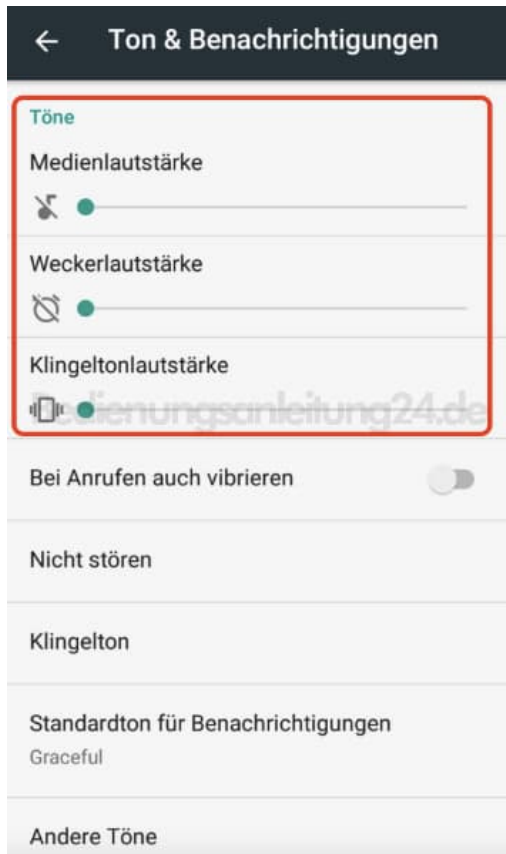 Ton & Benachrichtigungen
Töne
Medienlautstärke
Weckerlautstärke
Klingeltonlautstärke
Bedienungsanleitung24.de
Bei Anrufen auch vibrieren
Nicht stören
Klingelton
Standardton für Benachrichtigungen
Graceful
Andere Töne